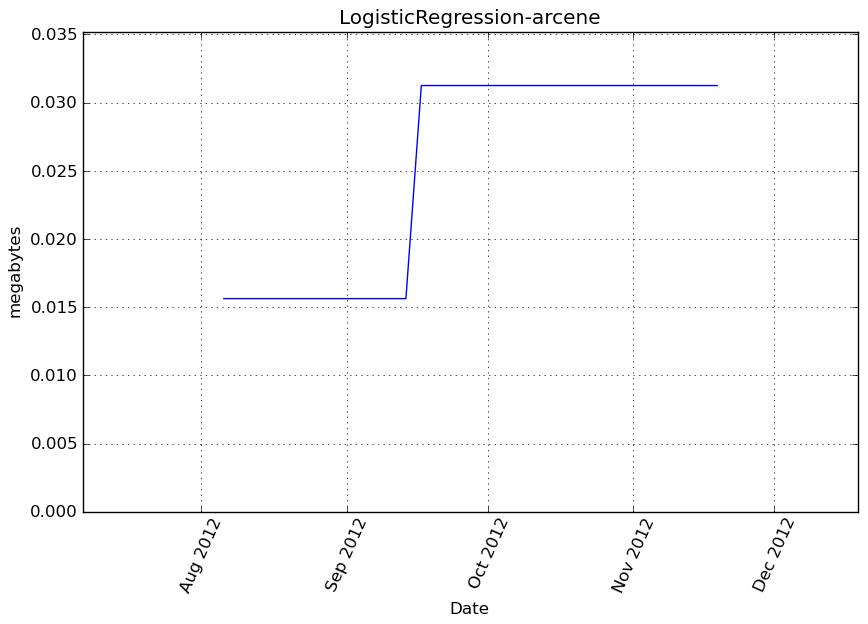 LogisticRegression-arcene
0.035
0.030
0.025
0.020
0.015
0.010
0.005
0.000
megabytes
Aug 2012
Sep 2012
Oct 2012
Nov 2012
Dec 2012
Date